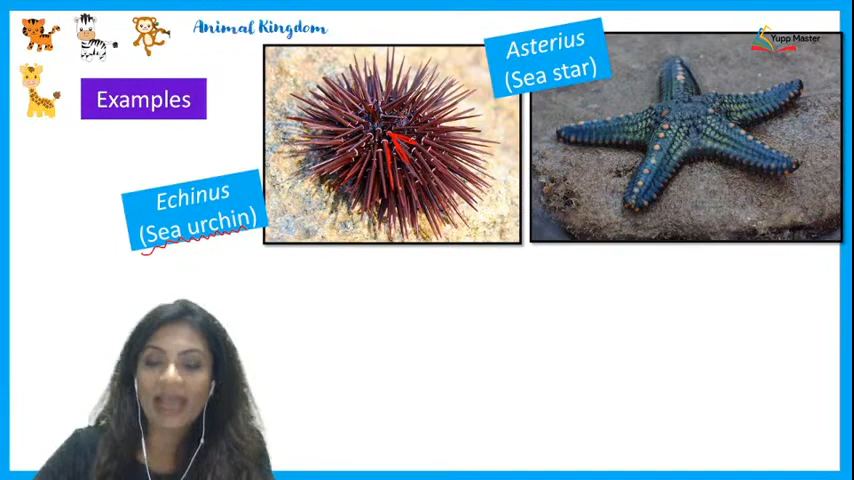 Animal Kingdom
Yupp Master
Examples
Asterius
(Sea star)
Echinus
(Sea urchin)